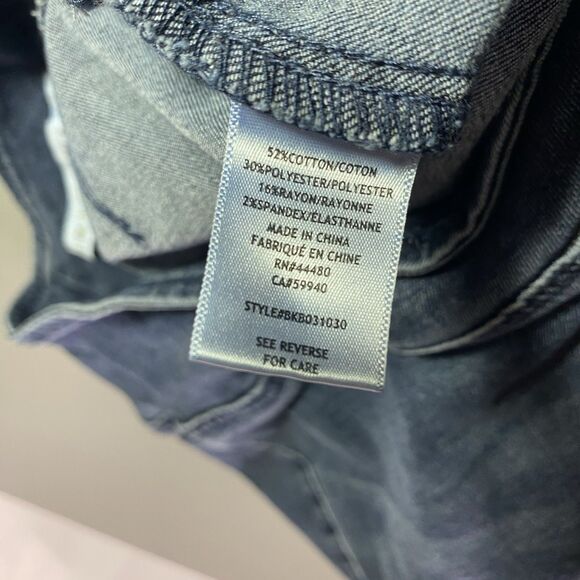 52%COTTON/COTON
30%POLYESTER/POLYESTER
16%RAYON/RAYONNE
2%SPANDEX/ELASTHANNE
MADE IN CHINA
FABRIQUÉ EN CHINE
RN#44480
CA#59940
STYLE#BKB031030
SEE REVERSE
FOR CARE